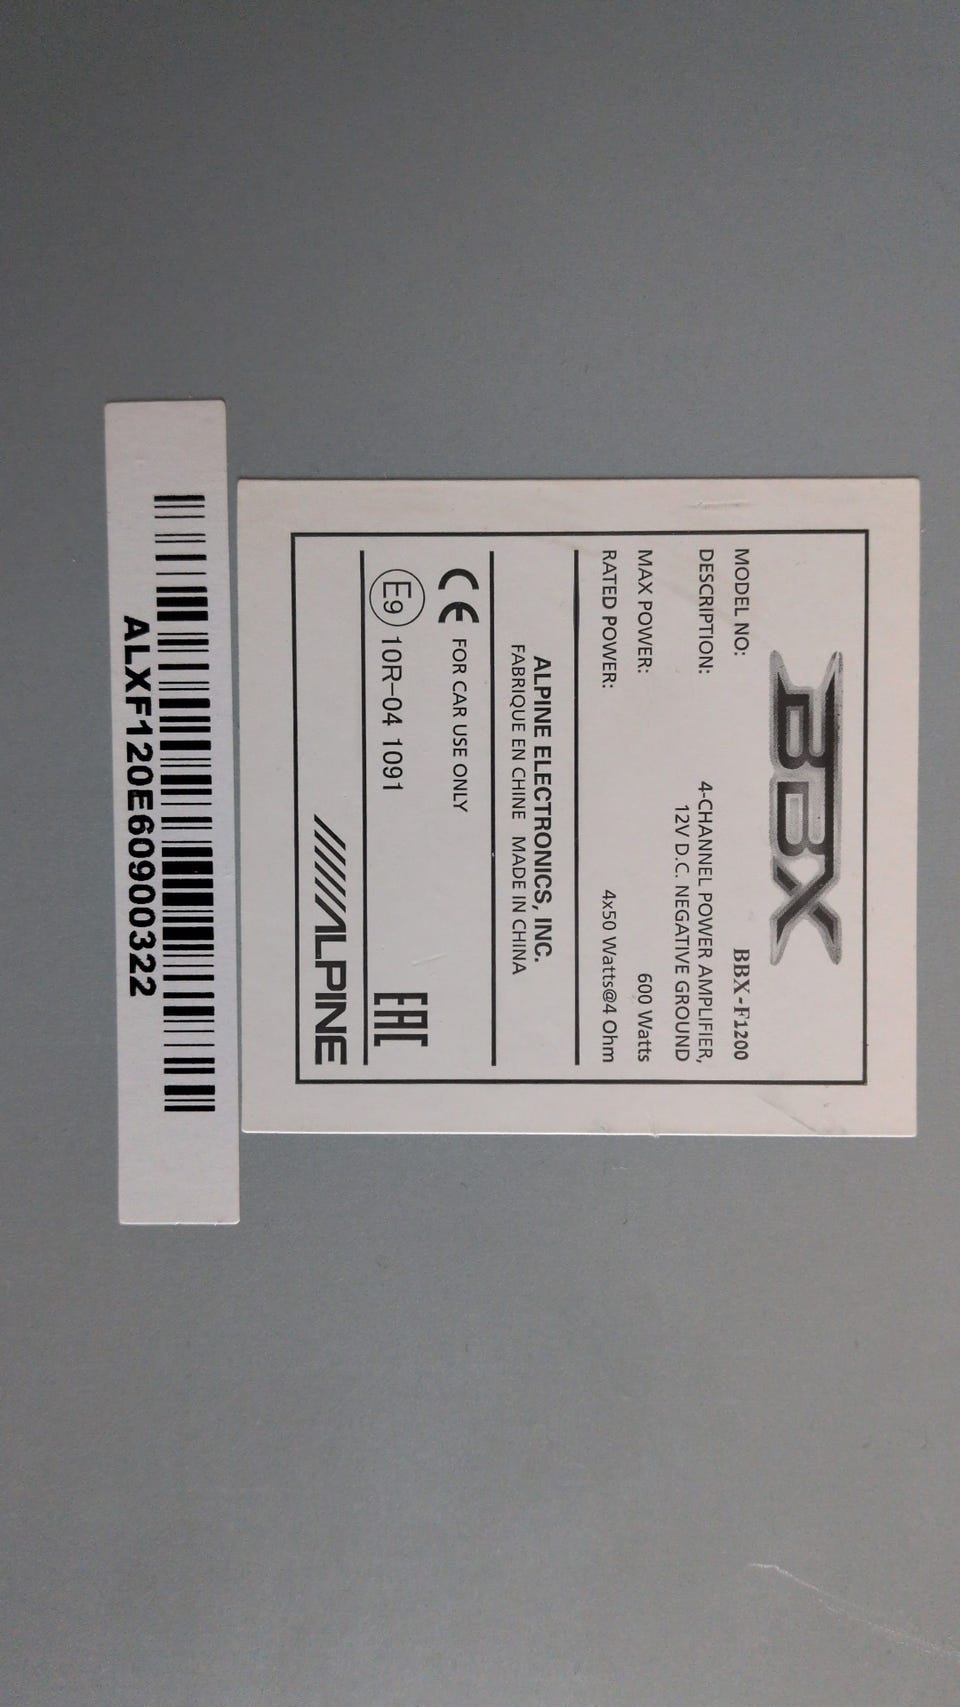 BBX
MODEL NO: BBX-F1200
DESCRIPTION: 4-CHANNEL POWER AMPLIFIER,
12V D.C. NEGATIVE GROUND
MAX POWER: 600 Watts
RATED POWER: 4x50 Watts@4 Ohm
ALPINE ELECTRONICS, INC.
FABRIQUE EN CHINE MADE IN CHINA
CE FOR CAR USE ONLY
E9 10R-04 1091 EAC
ALPINE
ALXF120E60900322